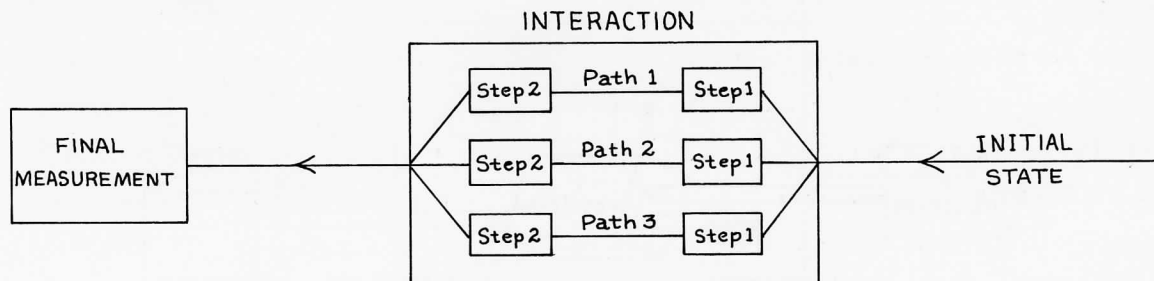 INTERACTION
Step 2 Path 1 Step 1
FINAL
MEASUREMENT
Step 2 Path 2 Step 1
INITIAL
STATE
Step 2 Path 3 Step 1